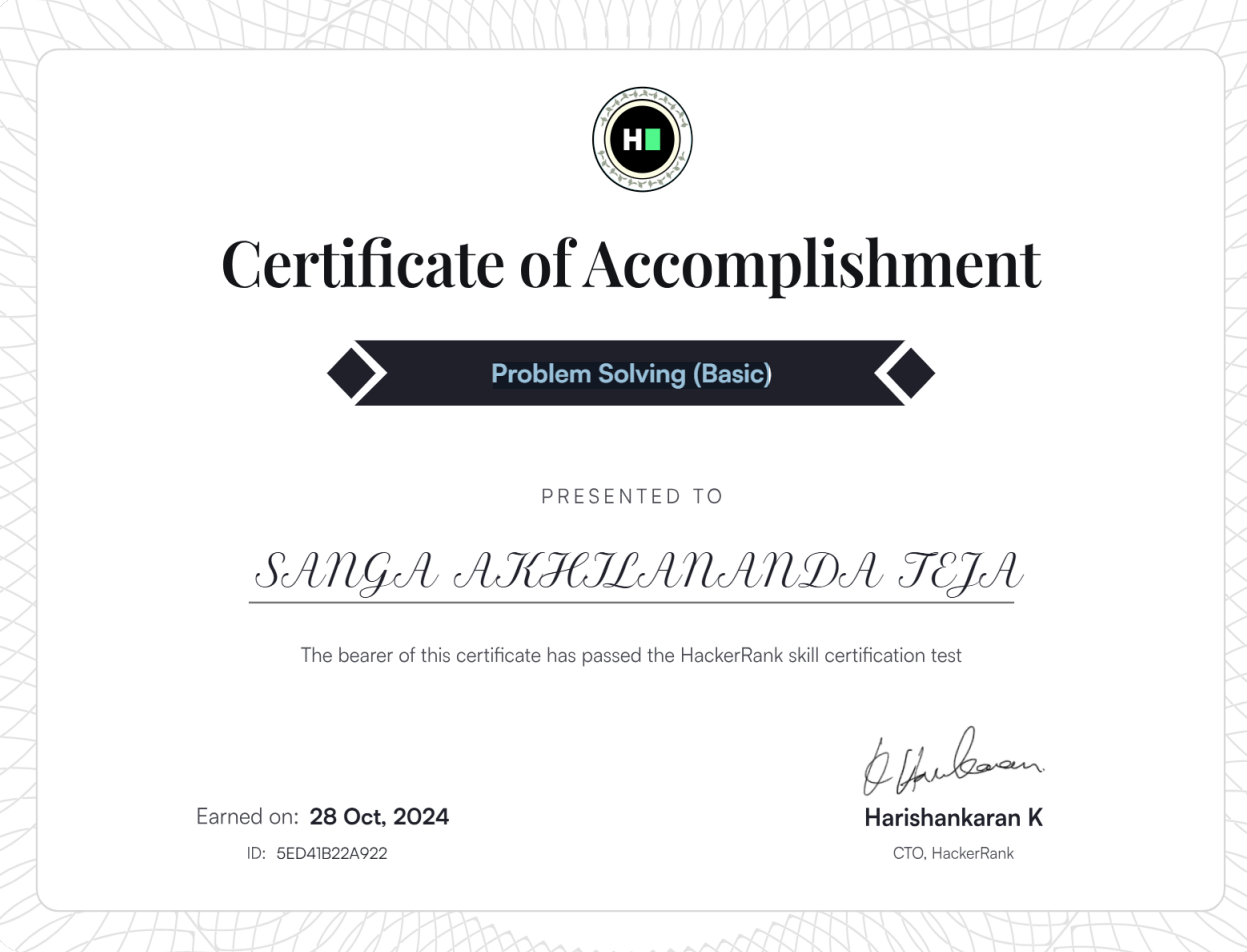 H
Certificate of Accomplishment
Problem Solving (Basic)
PRESENTED TO
SANGA AKHILANANDA TEJA
The bearer of this certificate has passed the HackerRank skill certification test
Earned on: 28 Oct, 2024
ID: 5ED41B22A922
Harishankaran K
CTO, HackerRank